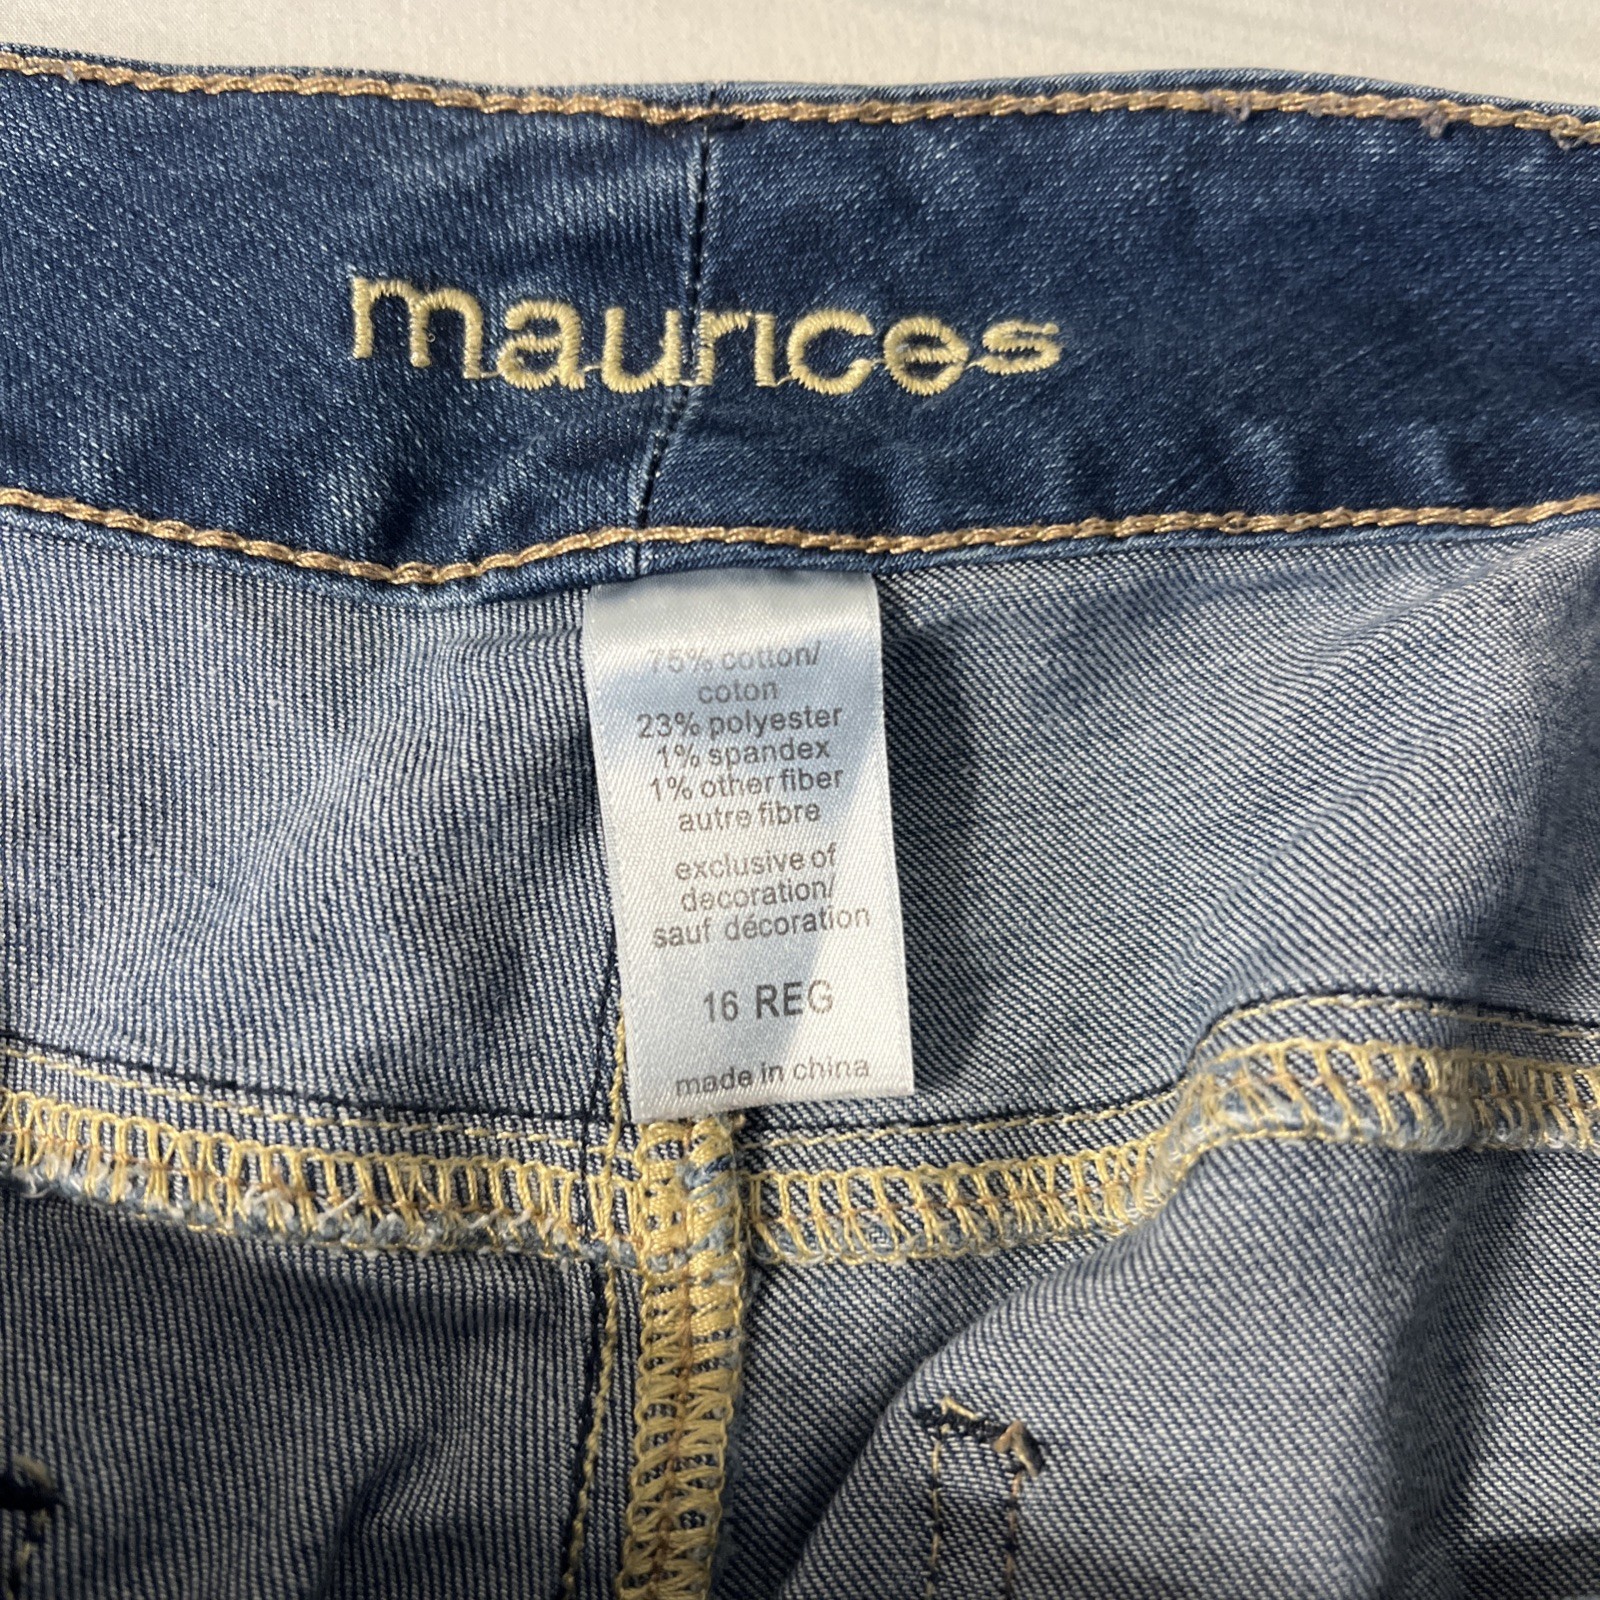 maurices
75% cotton/
coton
23% polyester
1% spandex
1% other fiber
autre fibre
exclusive of
decoration/
sauf décoration
16 REG
made in china